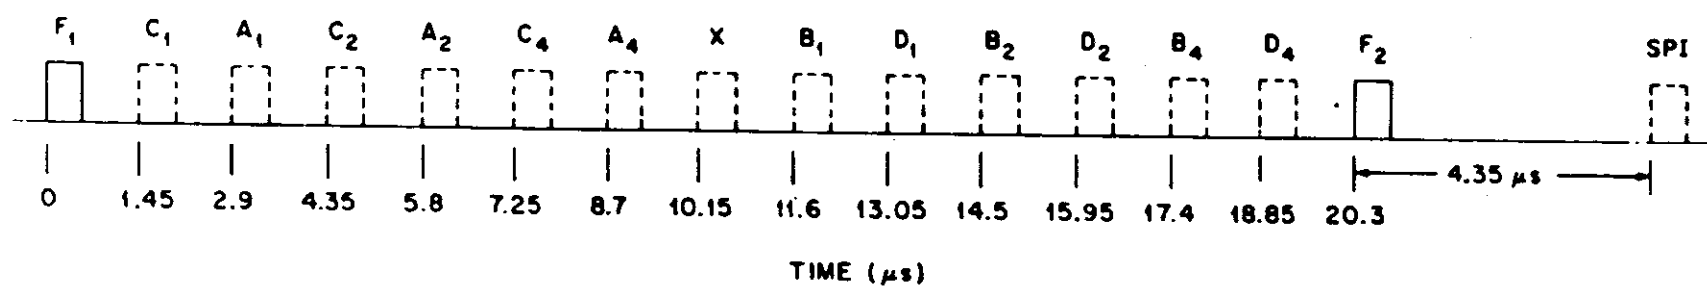 F₁ C₁ A₁ C₂ A₂ C₄ A₄ X B₁ D₁ B₂ D₂ B₄ D₄ F₂ SPI
4.35 μs
0 1.45 2.9 4.35 5.8 7.25 8.7 10.15 11.6 13.05 14.5 15.95 17.4 18.85 20.3
TIME (μs)